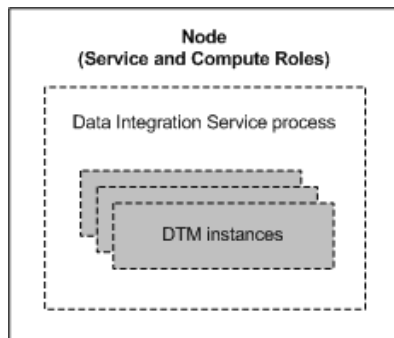 Node
(Service and Compute Roles)
Data Integration Service process
DTM instances